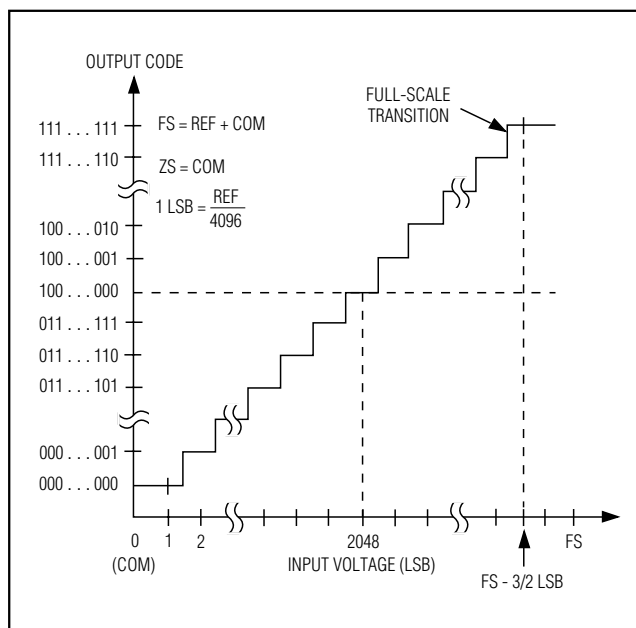 OUTPUT CODE
FULL-SCALE
TRANSITION
111 . . . 111
FS = REF + COM
111 . . . 110
ZS = COM
1 LSB = REF
4096
100 . . . 010
100 . . . 001
100 . . . 000
011 . . . 111
011 . . . 110
011 . . . 101
000 . . . 001
000 . . . 000
0 1 2 2048 FS
(COM)
INPUT VOLTAGE (LSB)
FS - 3/2 LSB